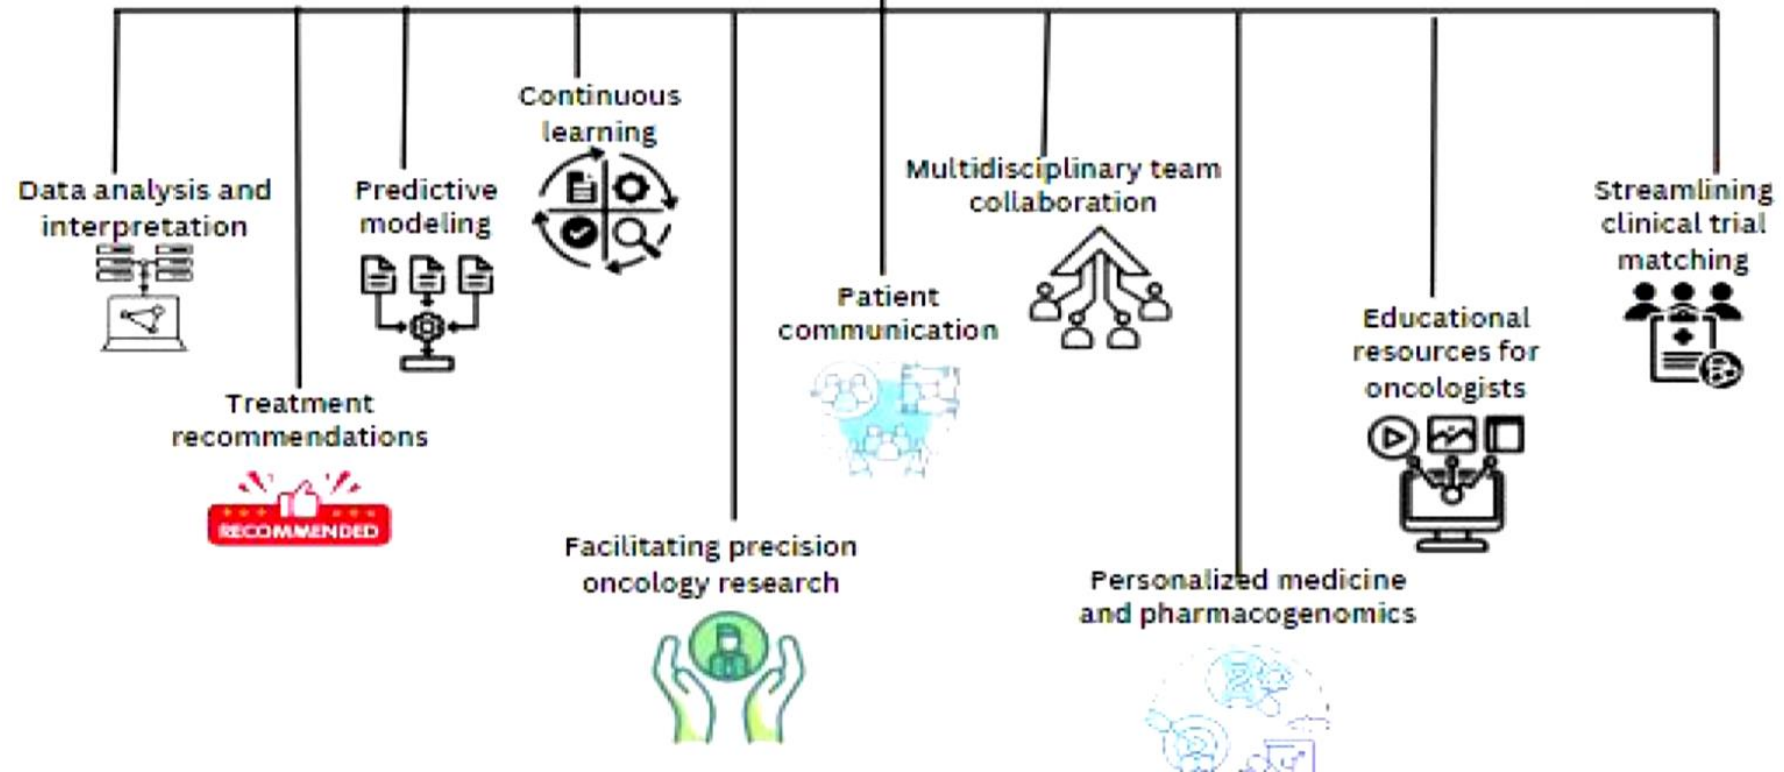 Data analysis and
interpretation
Treatment
recommendations
RECOMMENDED
Predictive
modeling
Continuous
learning
Facilitating precision
oncology research
Patient
communication
Multidisciplinary team
collaboration
Personalized medicine
and pharmacogenomics
Educational
resources for
oncologists
Streamlining
clinical trial
matching